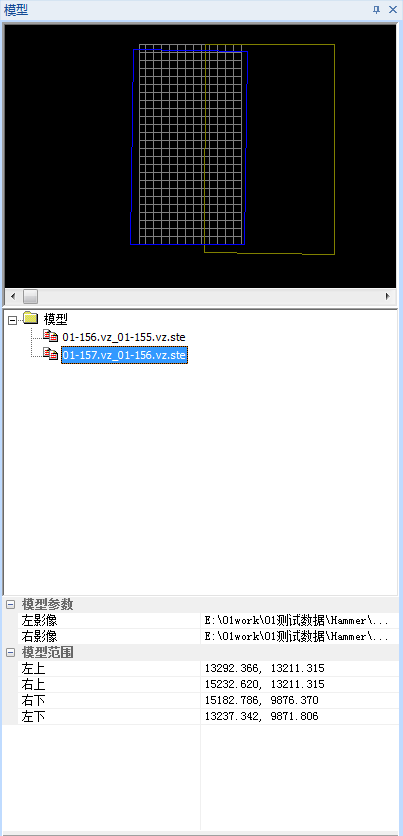 模型
模型
01-156.vz_01-155.vz.ste
01-157.vz_01-156.vz.ste
模型参数
左影像 E:\01work\01测试数据\Hammer\...
右影像 E:\01work\01测试数据\Hammer\...
模型范围
左上 13292.366, 13211.315
右上 15232.620, 13211.315
右下 15182.786, 9876.370
左下 13237.342, 9871.806